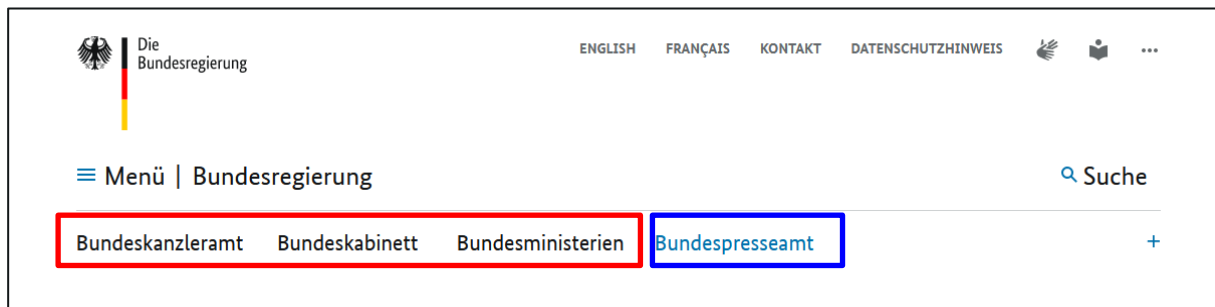 Die
Bundesregierung
ENGLISH FRANÇAIS KONTAKT DATENSCHUTZHINWEIS
Menü | Bundesregierung
Suche
Bundeskanzleramt Bundeskabinett Bundesministerien Bundespresseamt +